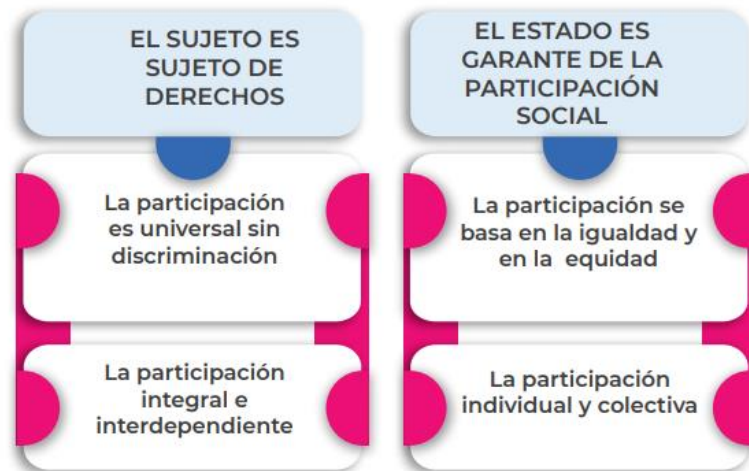 EL SUJETO ES
SUJETO DE
DERECHOS
La participación
es universal sin
discriminación
La participación
integral e
interdependiente
EL ESTADO ES
GARANTE DE LA
PARTICIPACIÓN
SOCIAL
La participación se
basa en la igualdad y
en la equidad
La participación
individual y colectiva